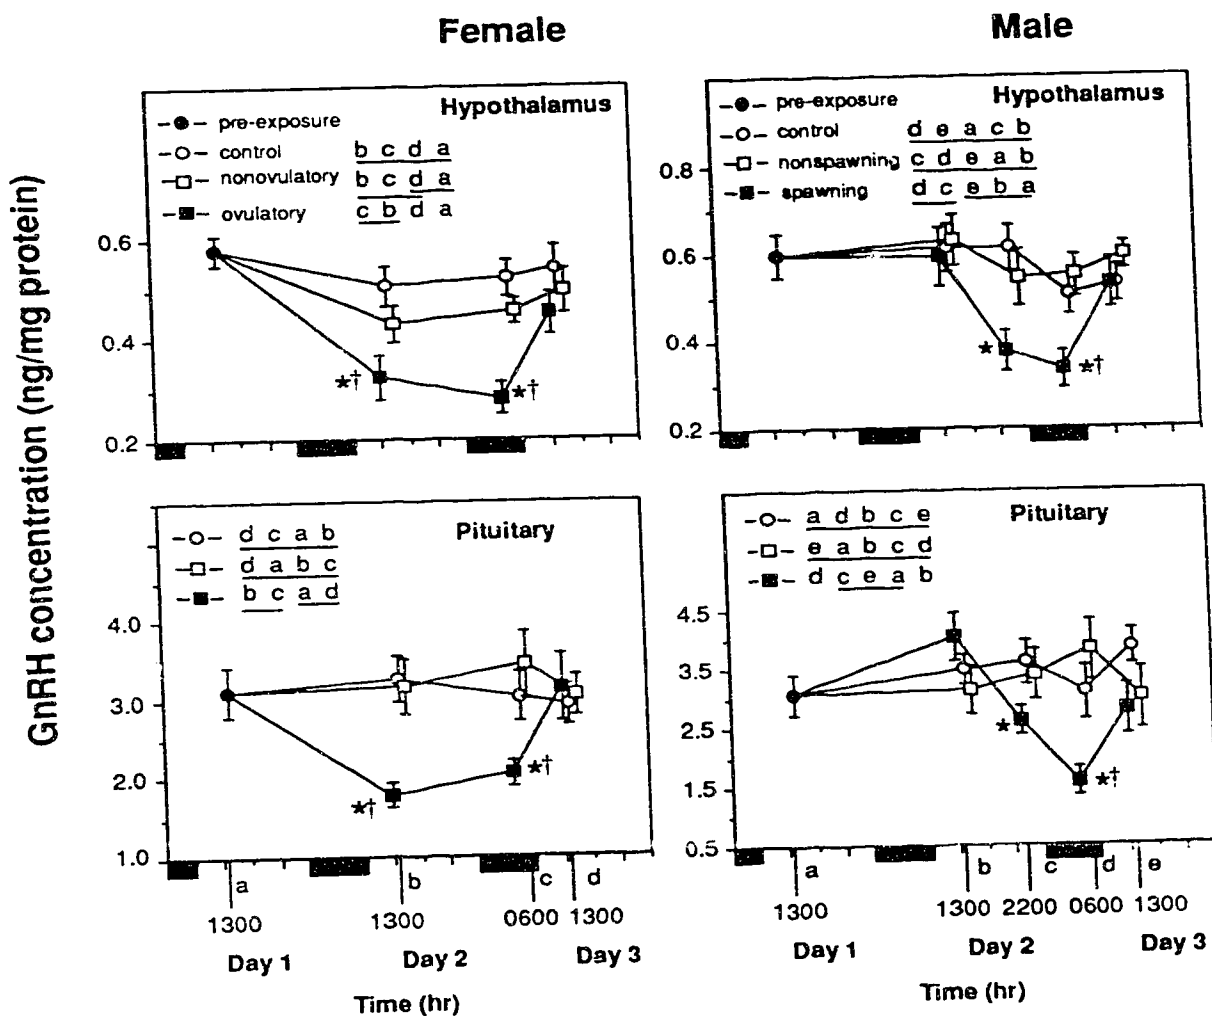 Female
Male
GnRH concentration (ng/mg protein)
Hypothalamus
-●- pre-exposure
-○- control b c d a
-□- nonovulatory b c d a
-■- ovulatory c b d a
0.6
0.4
0.2
*†
*†
Hypothalamus
-●- pre-exposure
-○- control d e a c b
-□- nonspawning c d e a b
-■- spawning d c e b a
0.8
0.6
0.4
0.2
*
*†
Pituitary
-○- d c a b
-□- d a b c
-■- b c a d
4.0
3.0
2.0
1.0
*†
*†
a b c d
1300 1300 0600 1300
Day 1 Day 2 Day 3
Time (hr)
Pituitary
-○- a d b c e
-□- e a b c d
-■- d c e a b
4.5
3.5
2.5
1.5
0.5
*
*†
a b c d e
1300 1300 2200 0600 1300
Day 1 Day 2 Day 3
Time (hr)